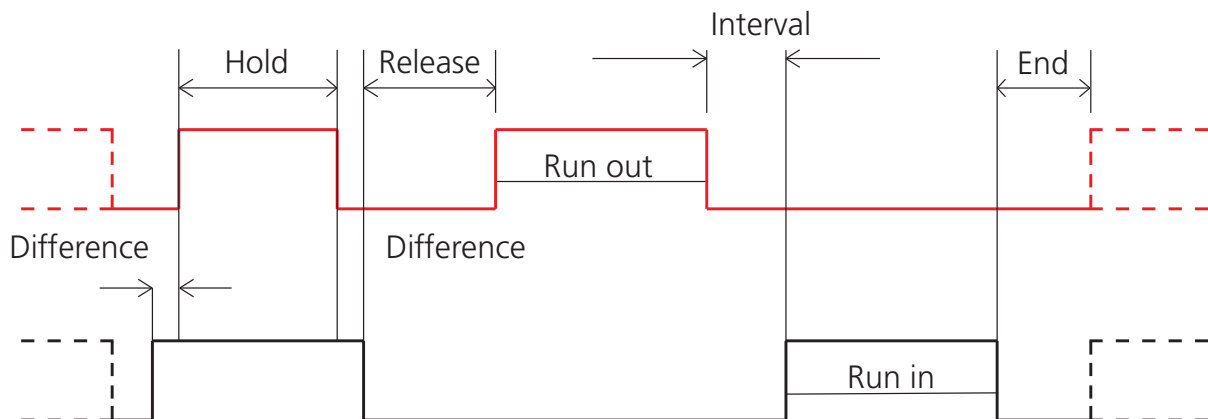 Interval
Hold
Release
End
Run out
Difference
Difference
Run in